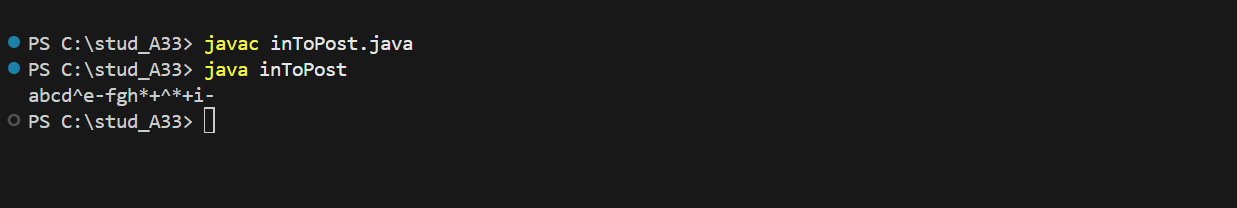 PS C:\stud_A33> javac inToPost.java
PS C:\stud_A33> java inToPost
abcd^e-fgh*+^*+i-
PS C:\stud_A33>